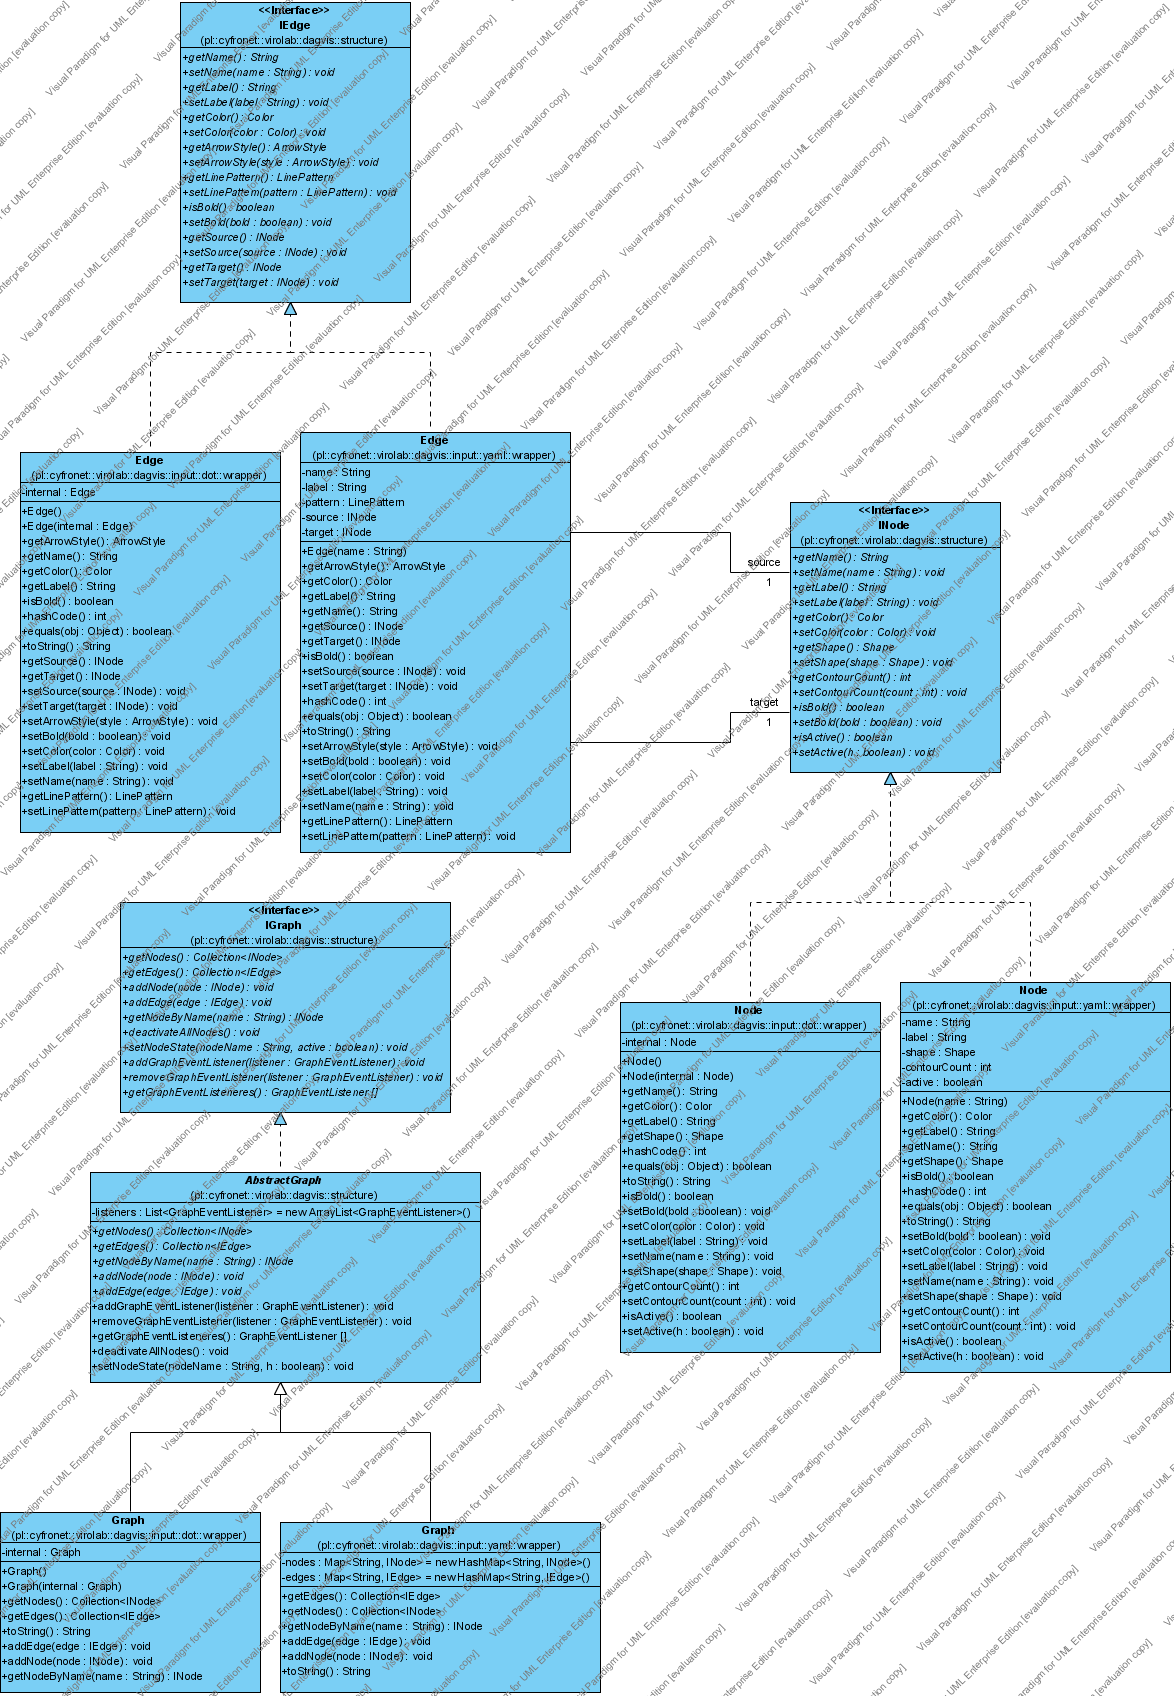 <<Interface>>
IEdge
(pl::cyfronet::virolab::dagvis::structure)
+getName() : String
+setName(name : String) : void
+getLabel() : String
+setLabel(label : String) : void
+getColor() : Color
+setColor(color : Color) : void
+getArrowStyle() : ArrowStyle
+setArrowStyle(style : ArrowStyle) : void
+getLinePattern() : LinePattern
+setLinePattern(pattern : LinePattern) : void
+isBold() : boolean
+setBold(bold : boolean) : void
+getSource() : INode
+setSource(source : INode) : void
+getTarget() : INode
+setTarget(target : INode) : void
Edge
(pl::cyfronet::virolab::dagvis::input::dot::wrapper)
-internal : Edge
+Edge()
+Edge(internal : Edge)
+getArrowStyle() : ArrowStyle
+getName() : String
+getColor() : Color
+getLabel() : String
+isBold() : boolean
+hashCode() : int
+equals(obj : Object) : boolean
+toString() : String
+getSource() : INode
+getTarget() : INode
+setSource(source : INode) : void
+setTarget(target : INode) : void
+setArrowStyle(style : ArrowStyle) : void
+setBold(bold : boolean) : void
+setColor(color : Color) : void
+setLabel(label : String) : void
+setName(name : String) : void
+getLinePattern() : LinePattern
+setLinePattern(pattern : LinePattern) : void
Edge
(pl::cyfronet::virolab::dagvis::input::yaml::wrapper)
-name : String
-label : String
-pattern : LinePattern
-source : INode
-target : INode
+Edge(name : String)
+getArrowStyle() : ArrowStyle
+getColor() : Color
+getLabel() : String
+getName() : String
+getSource() : INode
+getTarget() : INode
+isBold() : boolean
+setSource(source : INode) : void
+setTarget(target : INode) : void
+hashCode() : int
+equals(obj : Object) : boolean
+toString() : String
+setArrowStyle(style : ArrowStyle) : void
+setBold(bold : boolean) : void
+setColor(color : Color) : void
+setLabel(label : String) : void
+setName(name : String) : void
+getLinePattern() : LinePattern
+setLinePattern(pattern : LinePattern) : void
source
1
target
1
<<Interface>>
INode
(pl::cyfronet::virolab::dagvis::structure)
+getName() : String
+setName(name : String) : void
+getLabel() : String
+setLabel(label : String) : void
+getColor() : Color
+setColor(color : Color) : void
+getShape() : Shape
+setShape(shape : Shape) : void
+getContourCount() : int
+setContourCount(count : int) : void
+isBold() : boolean
+setBold(bold : boolean) : void
+isActive() : boolean
+setActive(h : boolean) : void
<<Interface>>
IGraph
(pl::cyfronet::virolab::dagvis::structure)
+getNodes() : Collection<INode>
+getEdges() : Collection<IEdge>
+addNode(node : INode) : void
+addEdge(edge : IEdge) : void
+getNodeByName(name : String) : INode
+deactivateAllNodes() : void
+setNodeState(nodeName : String, active : boolean) : void
+addGraphEventListener(listener : GraphEventListener) : void
+removeGraphEventListener(listener : GraphEventListener) : void
+getGraphEventListeneres() : GraphEventListener []
AbstractGraph
(pl::cyfronet::virolab::dagvis::structure)
-listeners : List<GraphEventListener> = new ArrayList<GraphEventListener>()
+getNodes() : Collection<INode>
+getEdges() : Collection<IEdge>
+getNodeByName(name : String) : INode
+addNode(node : INode) : void
+addEdge(edge : IEdge) : void
+addGraphEventListener(listener : GraphEventListener) : void
+removeGraphEventListener(listener : GraphEventListener) : void
+getGraphEventListeneres() : GraphEventListener []
+deactivateAllNodes() : void
+setNodeState(nodeName : String, h : boolean) : void
Node
(pl::cyfronet::virolab::dagvis::input::dot::wrapper)
-internal : Node
+Node()
+Node(internal : Node)
+getName() : String
+getColor() : Color
+getLabel() : String
+getShape() : Shape
+hashCode() : int
+equals(obj : Object) : boolean
+toString() : String
+isBold() : boolean
+setBold(bold : boolean) : void
+setColor(color : Color) : void
+setLabel(label : String) : void
+setName(name : String) : void
+setShape(shape : Shape) : void
+getContourCount() : int
+setContourCount(count : int) : void
+isActive() : boolean
+setActive(h : boolean) : void
Node
(pl::cyfronet::virolab::dagvis::input::yaml::wrapper)
-name : String
-label : String
-shape : Shape
-contourCount : int
-active : boolean
+Node(name : String)
+getColor() : Color
+getLabel() : String
+getName() : String
+getShape() : Shape
+isBold() : boolean
+hashCode() : int
+equals(obj : Object) : boolean
+toString() : String
+setBold(bold : boolean) : void
+setColor(color : Color) : void
+setLabel(label : String) : void
+setName(name : String) : void
+setShape(shape : Shape) : void
+getContourCount() : int
+setContourCount(count : int) : void
+isActive() : boolean
+setActive(h : boolean) : void
Graph
(pl::cyfronet::virolab::dagvis::input::dot::wrapper)
-internal : Graph
+Graph()
+Graph(internal : Graph)
+getNodes() : Collection<INode>
+getEdges() : Collection<IEdge>
+toString() : String
+addEdge(edge : IEdge) : void
+addNode(node : INode) : void
+getNodeByName(name : String) : INode
Graph
(pl::cyfronet::virolab::dagvis::input::yaml::wrapper)
-nodes : Map<String, INode> = new HashMap<String, INode>()
-edges : Map<String, IEdge> = new HashMap<String, IEdge>()
+getEdges() : Collection<IEdge>
+getNodes() : Collection<INode>
+getNodeByName(name : String) : INode
+addEdge(edge : IEdge) : void
+addNode(node : INode) : void
+toString() : String
Visual Paradigm for UML Enterprise Edition [evaluation copy]